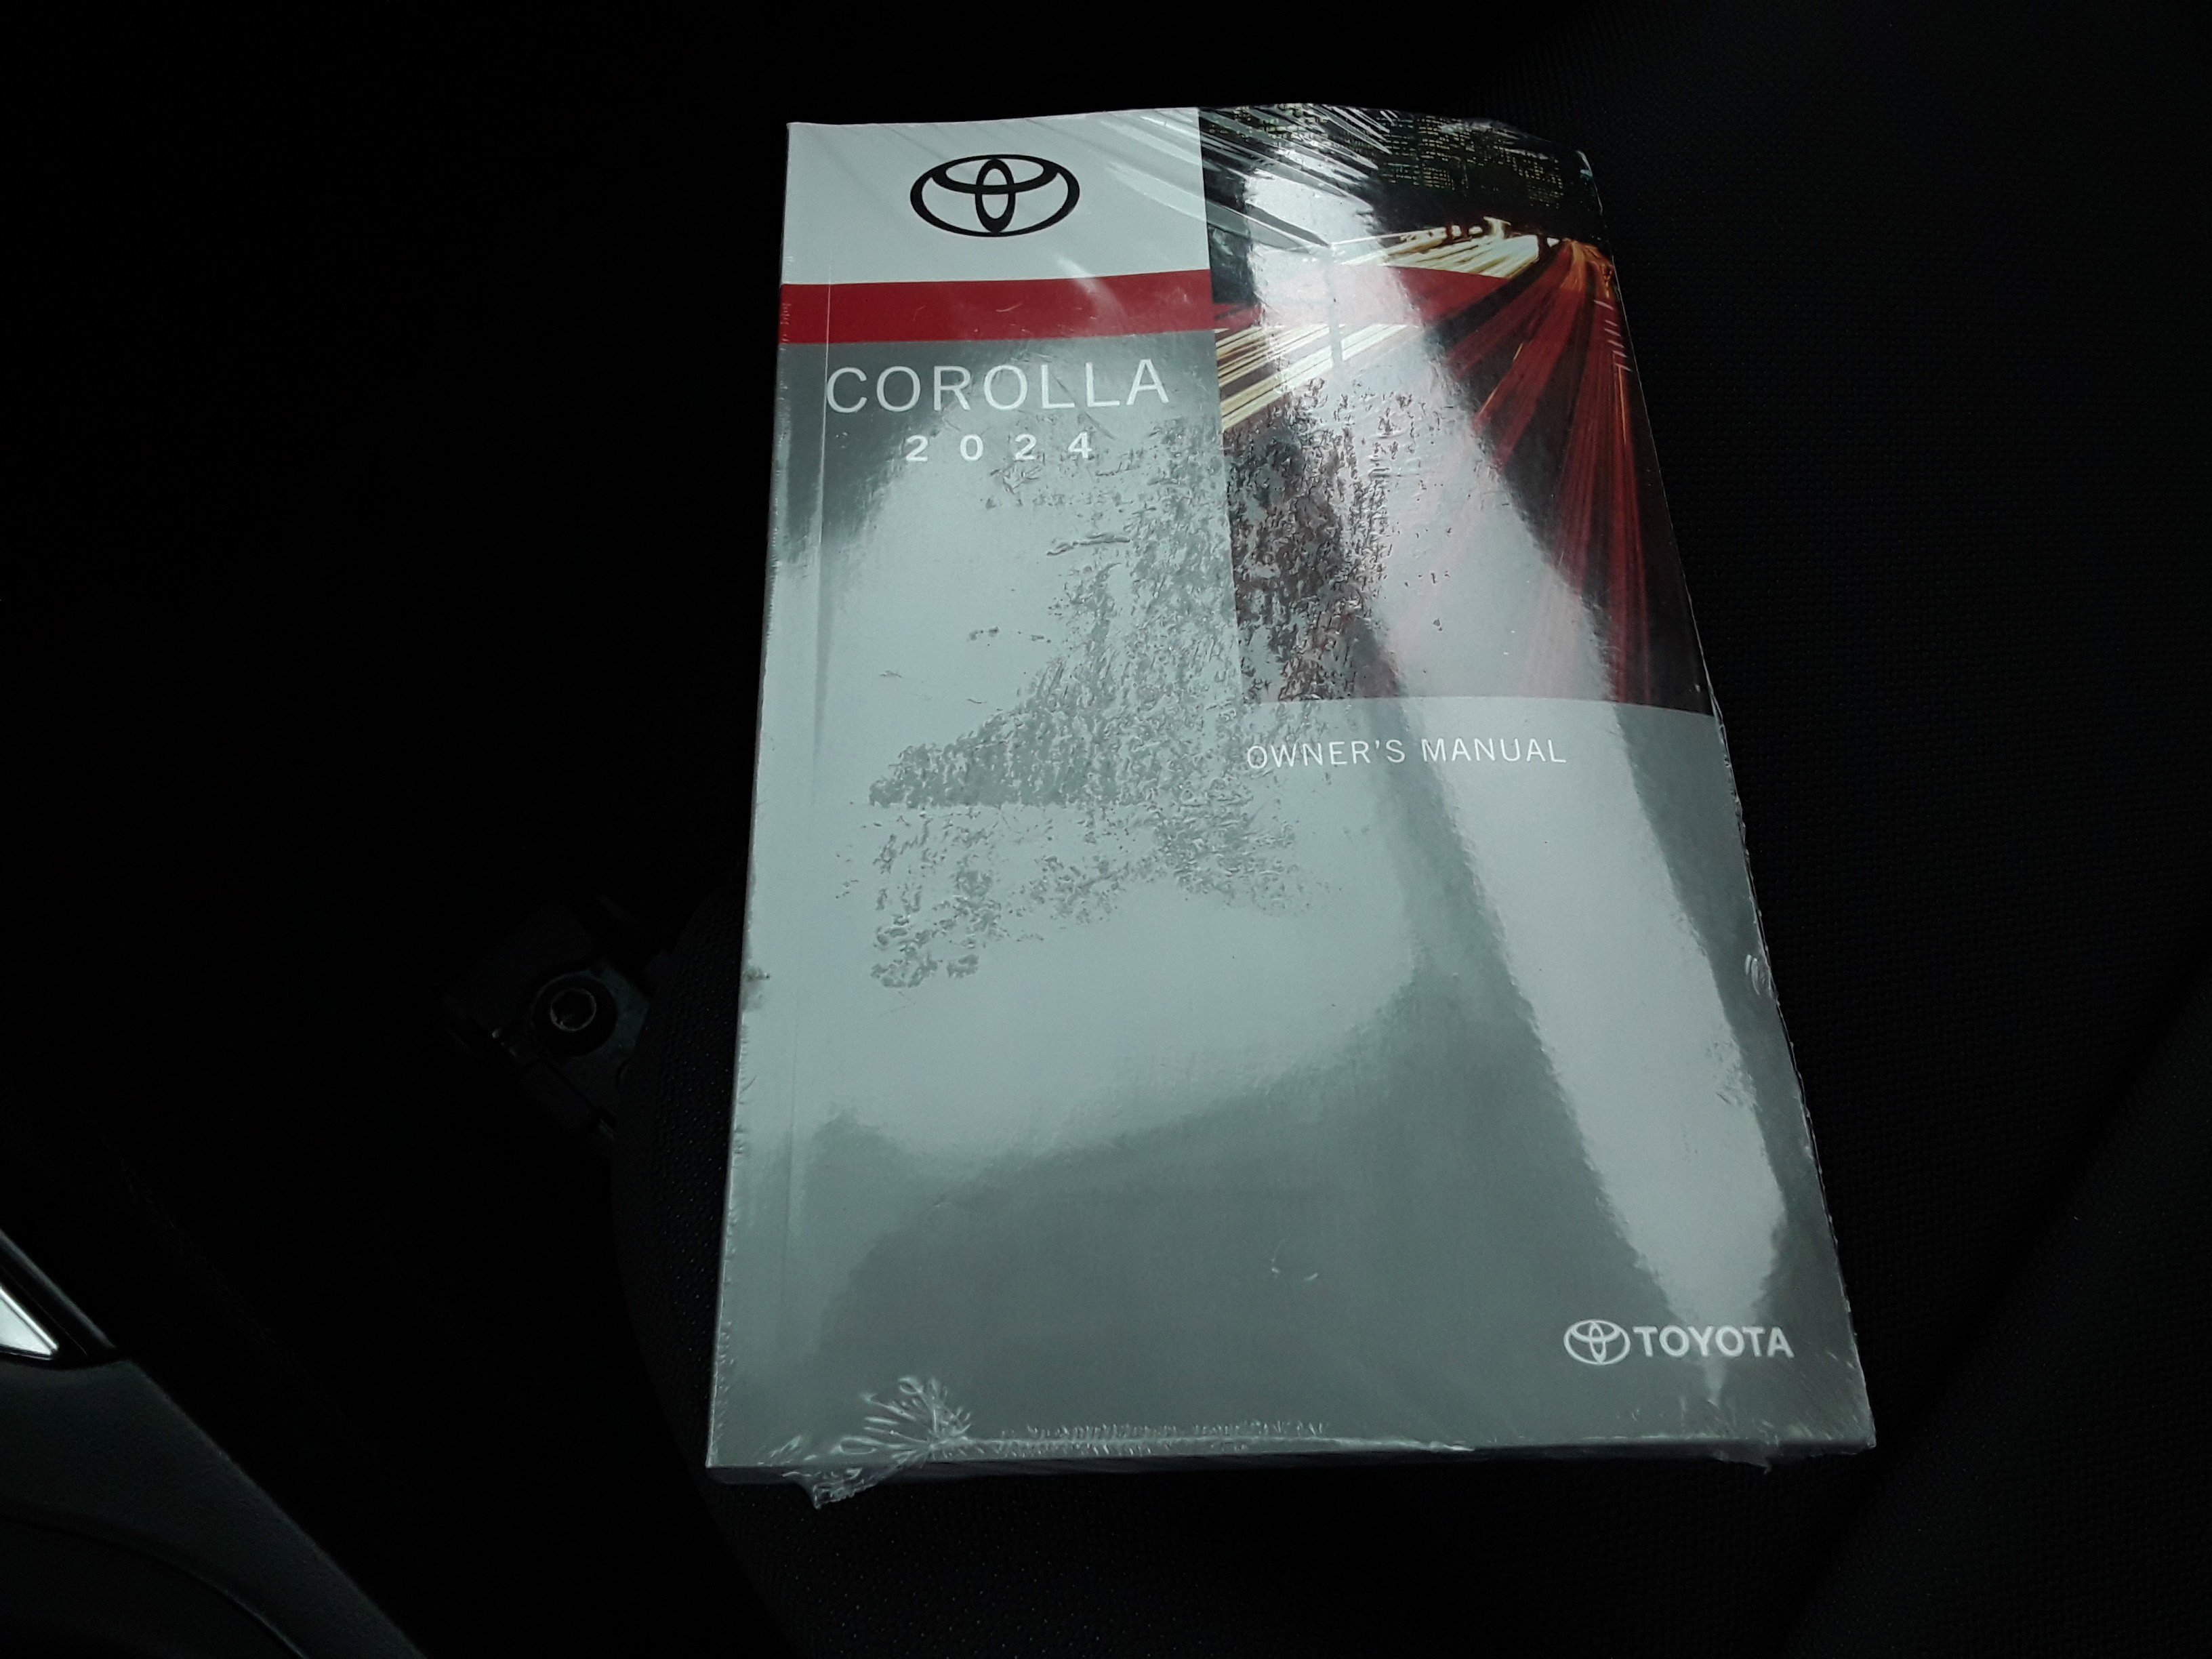 COROLLA
2024
OWNER'S MANUAL
TOYOTA